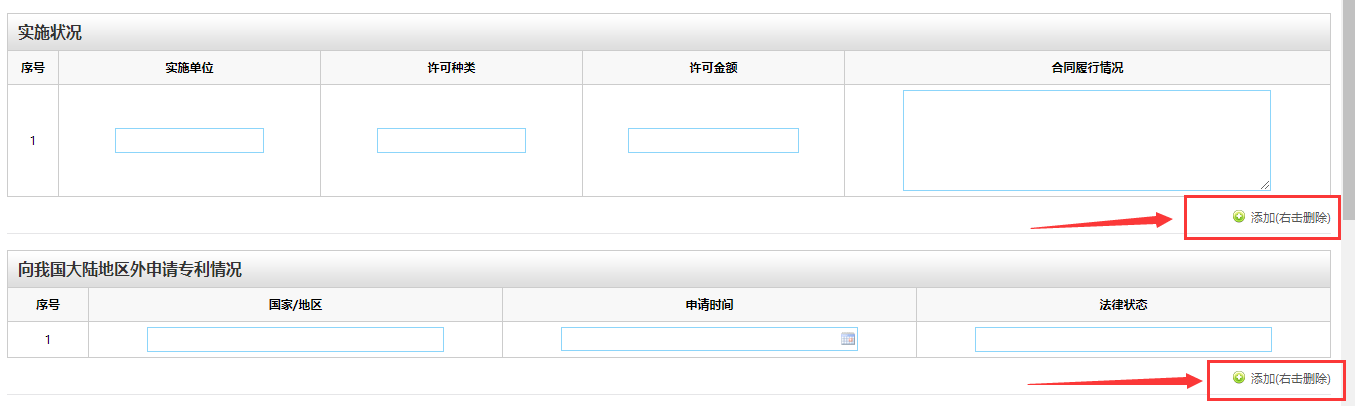 实施状况
序号 实施单位 许可种类 许可金额 合同履行情况
1
添加(右击删除)
向我国大陆地区外申请专利情况
序号 国家/地区 申请时间 法律状态
1
添加(右击删除)